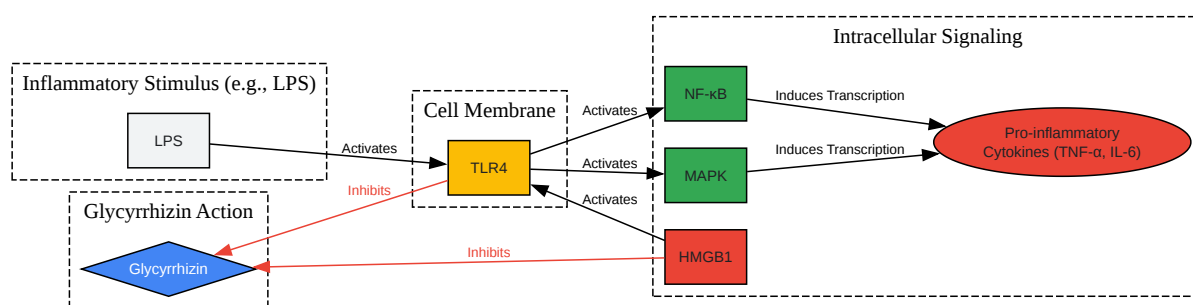 Intracellular Signaling
Inflammatory Stimulus (e.g., LPS)
LPS
Activates
Cell Membrane
TLR4
Activates
Activates
Activates
NF-κB
MAPK
HMGB1
Induces Transcription
Induces Transcription
Pro-inflammatory
Cytokines (TNF-α, IL-6)
Inhibits
Inhibits
Glycyrrhizin Action
Glycyrrhizin